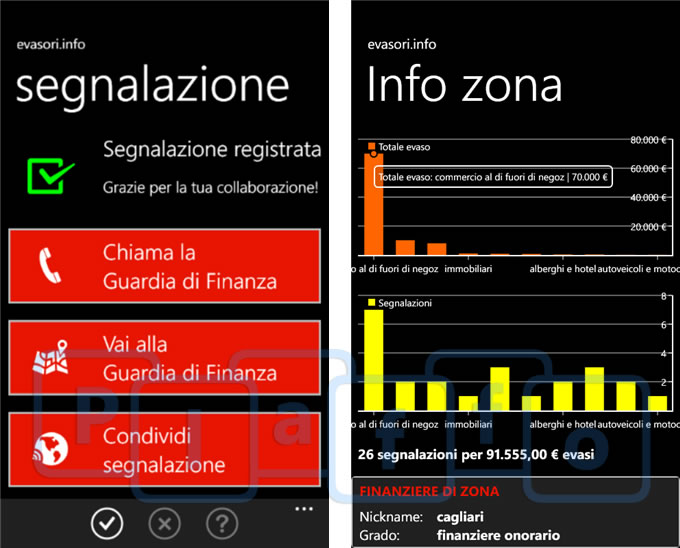 evasori.info
segnalazione
Segnalazione registrata
Grazie per la tua collaborazione!
Chiama la
Guardia di Finanza
Vai alla
Guardia di Finanza
Condividi
segnalazione
evasori.info
Info zona
80.000 €
Totale evaso
Totale evaso: commercio al di fuori di negoz | 70.000 €
60.000 €
40.000 €
20.000 €
o al di fuori di negoz immobiliari alberghi e hotel autoveicoli e motoc
8
Segnalazioni
6
4
2
o al di fuori di negoz immobiliari alberghi e hotel autoveicoli e motoc
26 segnalazioni per 91.555,00 € evasi
FINANZIERE DI ZONA
Nickname: cagliari
Grado: finanziere onorario
Piaffo